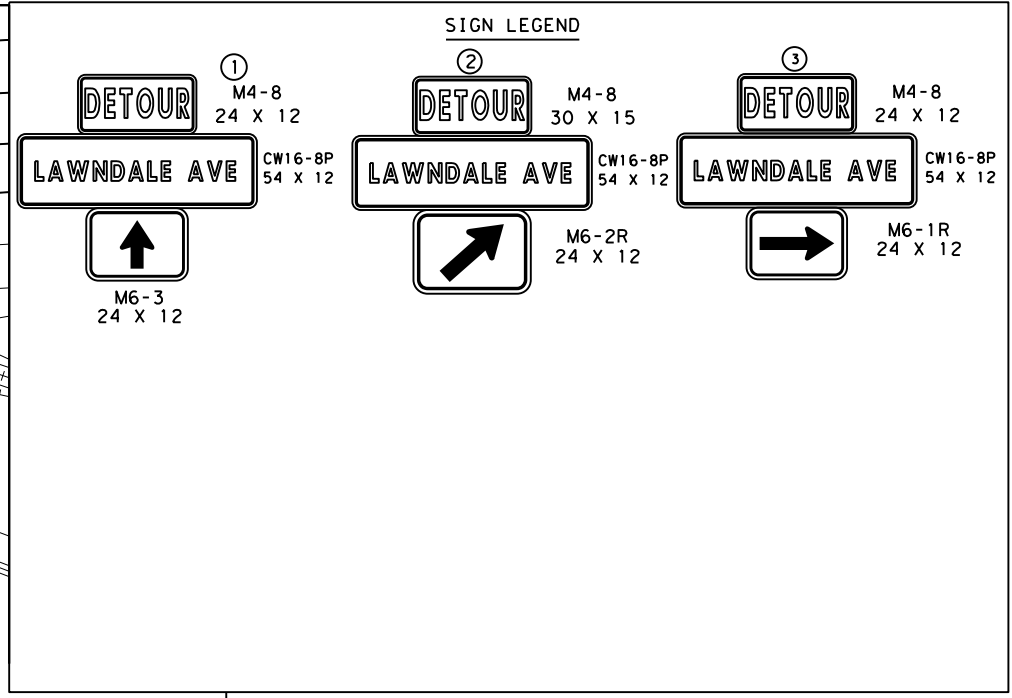 SIGN LEGEND
1
DETOUR
M4-8
24 X 12
LAWNDALE AVE
CW16-8P
54 X 12
M6-3
24 X 12
2
DETOUR
M4-8
30 X 15
LAWNDALE AVE
CW16-8P
54 X 12
M6-2R
24 X 12
3
DETOUR
M4-8
24 X 12
LAWNDALE AVE
CW16-8P
54 X 12
M6-1R
24 X 12